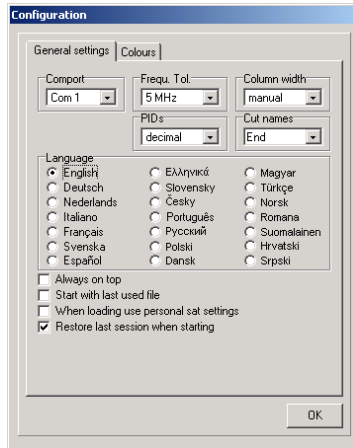 Configuration
General settings Colours
Comport Frequ. Tol. Column width
Com 1 5 MHz manual
PIDs Cut names
decimal End
Language
English Ελληνικά Magyar
Deutsch Slovensky Türkçe
Nederlands Česky Norsk
Italiano Português Romana
Français Русский Suomalainen
Svenska Polski Hrvatski
Español Dansk Srpski
Always on top
Start with last used file
When loading use personal sat settings
Restore last session when starting
OK